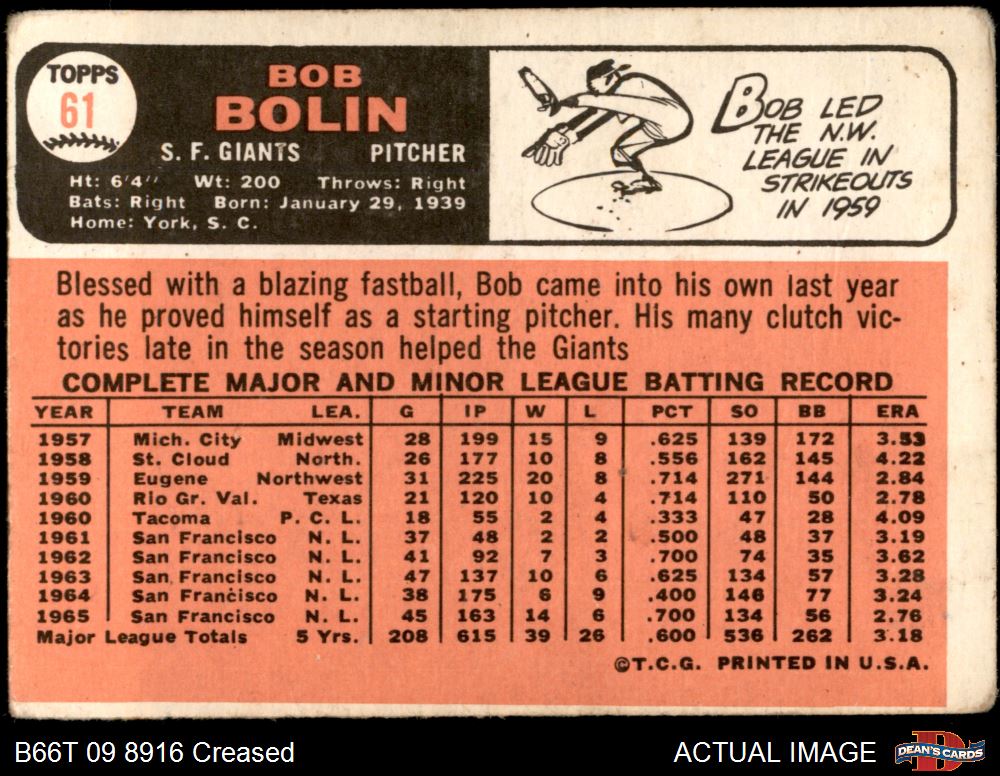 TOPPS
61
BOB
BOLIN
S. F. GIANTS PITCHER
Ht: 6'4" Wt: 200 Throws: Right
Bats: Right Born: January 29, 1939
Home: York, S. C.
BOB LED
THE N.W.
LEAGUE IN
STRIKEOUTS
IN 1959
Blessed with a blazing fastball, Bob came into his own last year
as he proved himself as a starting pitcher. His many clutch vic-
tories late in the season helped the Giants
COMPLETE MAJOR AND MINOR LEAGUE BATTING RECORD
YEAR TEAM LEA. G IP W L PCT SO BB ERA
1957 Mich. City Midwest 28 199 15 9 .625 139 172 3.53
1958 St. Cloud North. 26 177 10 8 .556 162 145 4.22
1959 Eugene Northwest 31 225 20 8 .714 271 144 2.84
1960 Rio Gr. Val. Texas 21 120 10 4 .714 110 50 2.78
1960 Tacoma P. C. L. 18 55 2 4 .333 47 28 4.09
1961 San Francisco N. L. 37 48 2 2 .500 48 37 3.19
1962 San Francisco N. L. 41 92 7 3 .700 74 35 3.62
1963 San Francisco N. L. 47 137 10 6 .625 134 57 3.28
1964 San Francisco N. L. 38 175 6 9 .400 146 77 3.24
1965 San Francisco N. L. 45 163 14 6 .700 134 56 2.76
Major League Totals 5 Yrs. 208 615 39 26 .600 536 262 3.18
©T.C.G. PRINTED IN U.S.A.
B66T 09 8916 Creased ACTUAL IMAGE DEAN'S CARDS